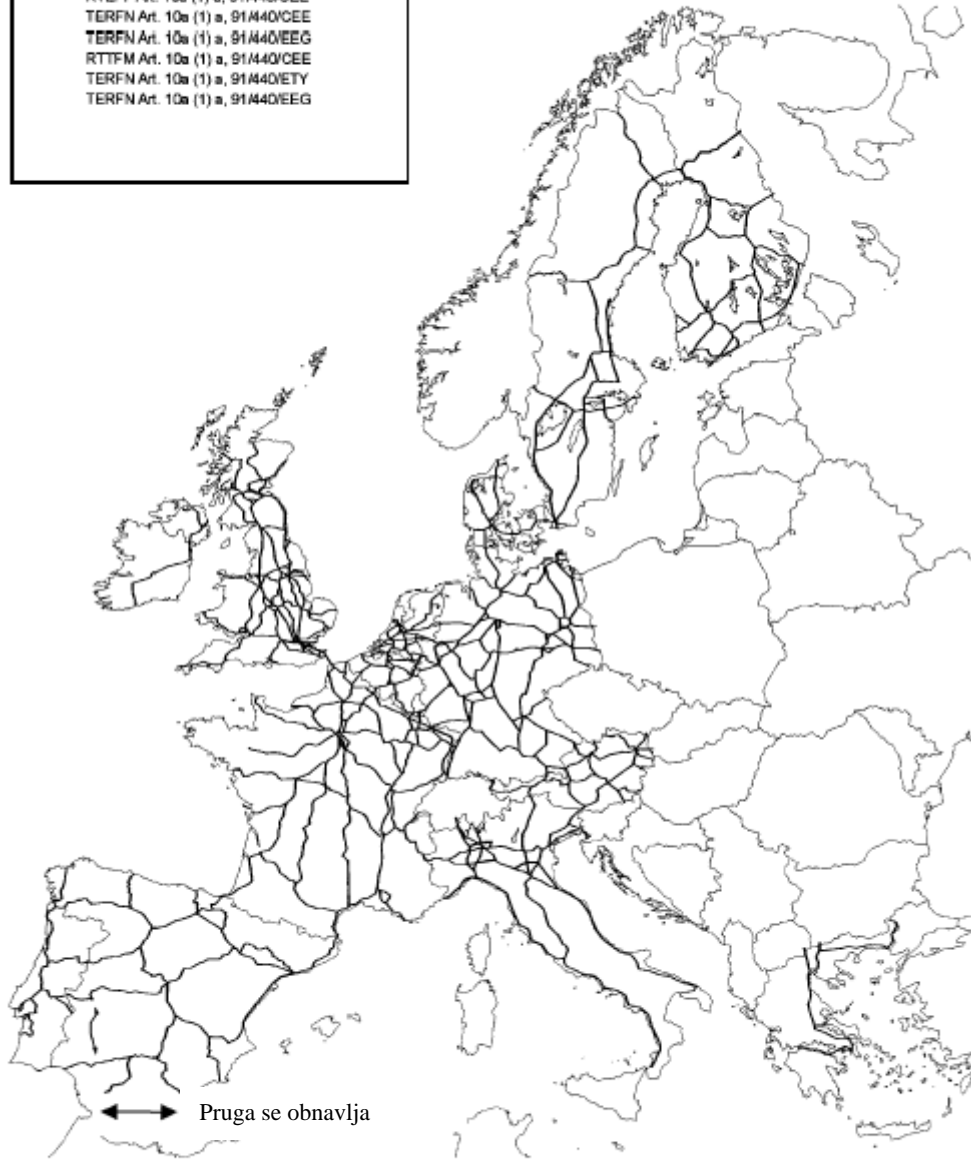 TERFN Art. 10a (1) a, 91/440/CEE
TERFN Art. 10a (1) a, 91/440/EEG
RTTFM Art. 10a (1) a, 91/440/CEE
TERFN Art. 10a (1) a, 91/440/ETY
TERFN Art. 10a (1) a, 91/440/EEG
Pruga se obnavlja